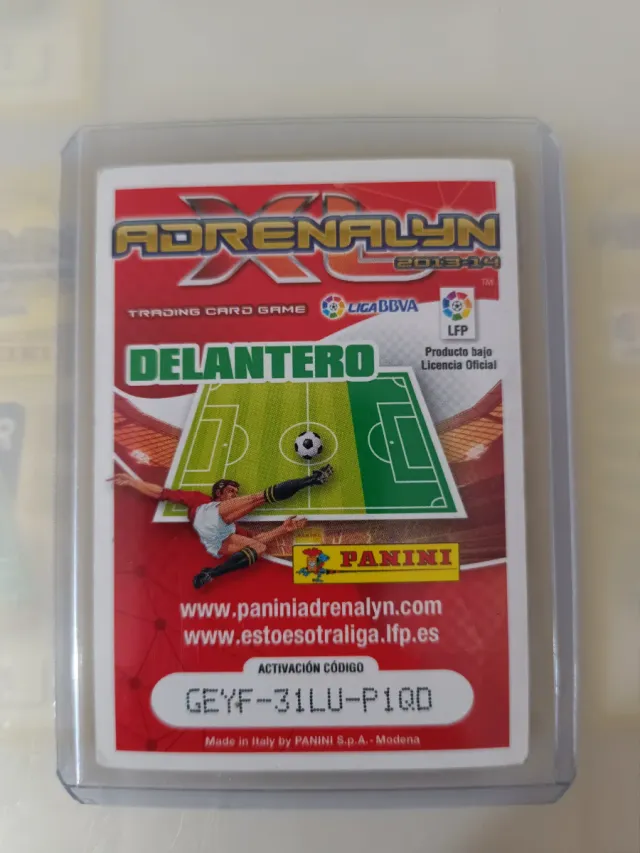 ADRENALYN XL
2013-14
TM
TRADING CARD GAME LIGA BBVA
LFP
Producto bajo
Licencia Oficial
DELANTERO
PANINI
www.paniniadrenalyn.com
www.estoesotraliga.lfp.es
ACTIVACIÓN CÓDIGO
GEYF-31LU-P1QD
Made in Italy by PANINI S.p.A. - Modena